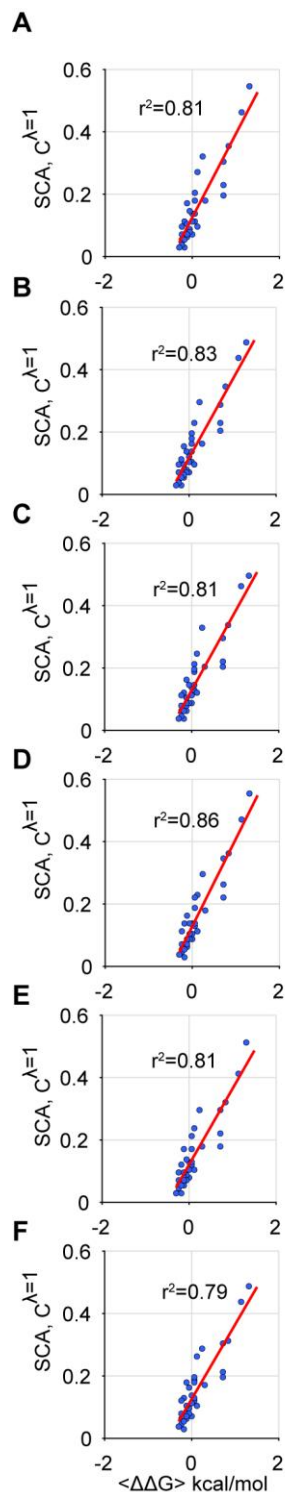 A
SCA, Cλ=1
0.6
0.4
0.2
0
r²=0.81
-2
0
2
B
SCA, Cλ=1
0.6
0.4
0.2
0
r²=0.83
-2
0
2
C
SCA, Cλ=1
0.6
0.4
0.2
0
r²=0.81
-2
0
2
D
SCA, Cλ=1
0.6
0.4
0.2
0
r²=0.86
-2
0
2
E
SCA, Cλ=1
0.6
0.4
0.2
0
r²=0.81
-2
0
2
F
SCA, Cλ=1
0.6
0.4
0.2
0
r²=0.79
-2
0
2
<ΔΔG> kcal/mol